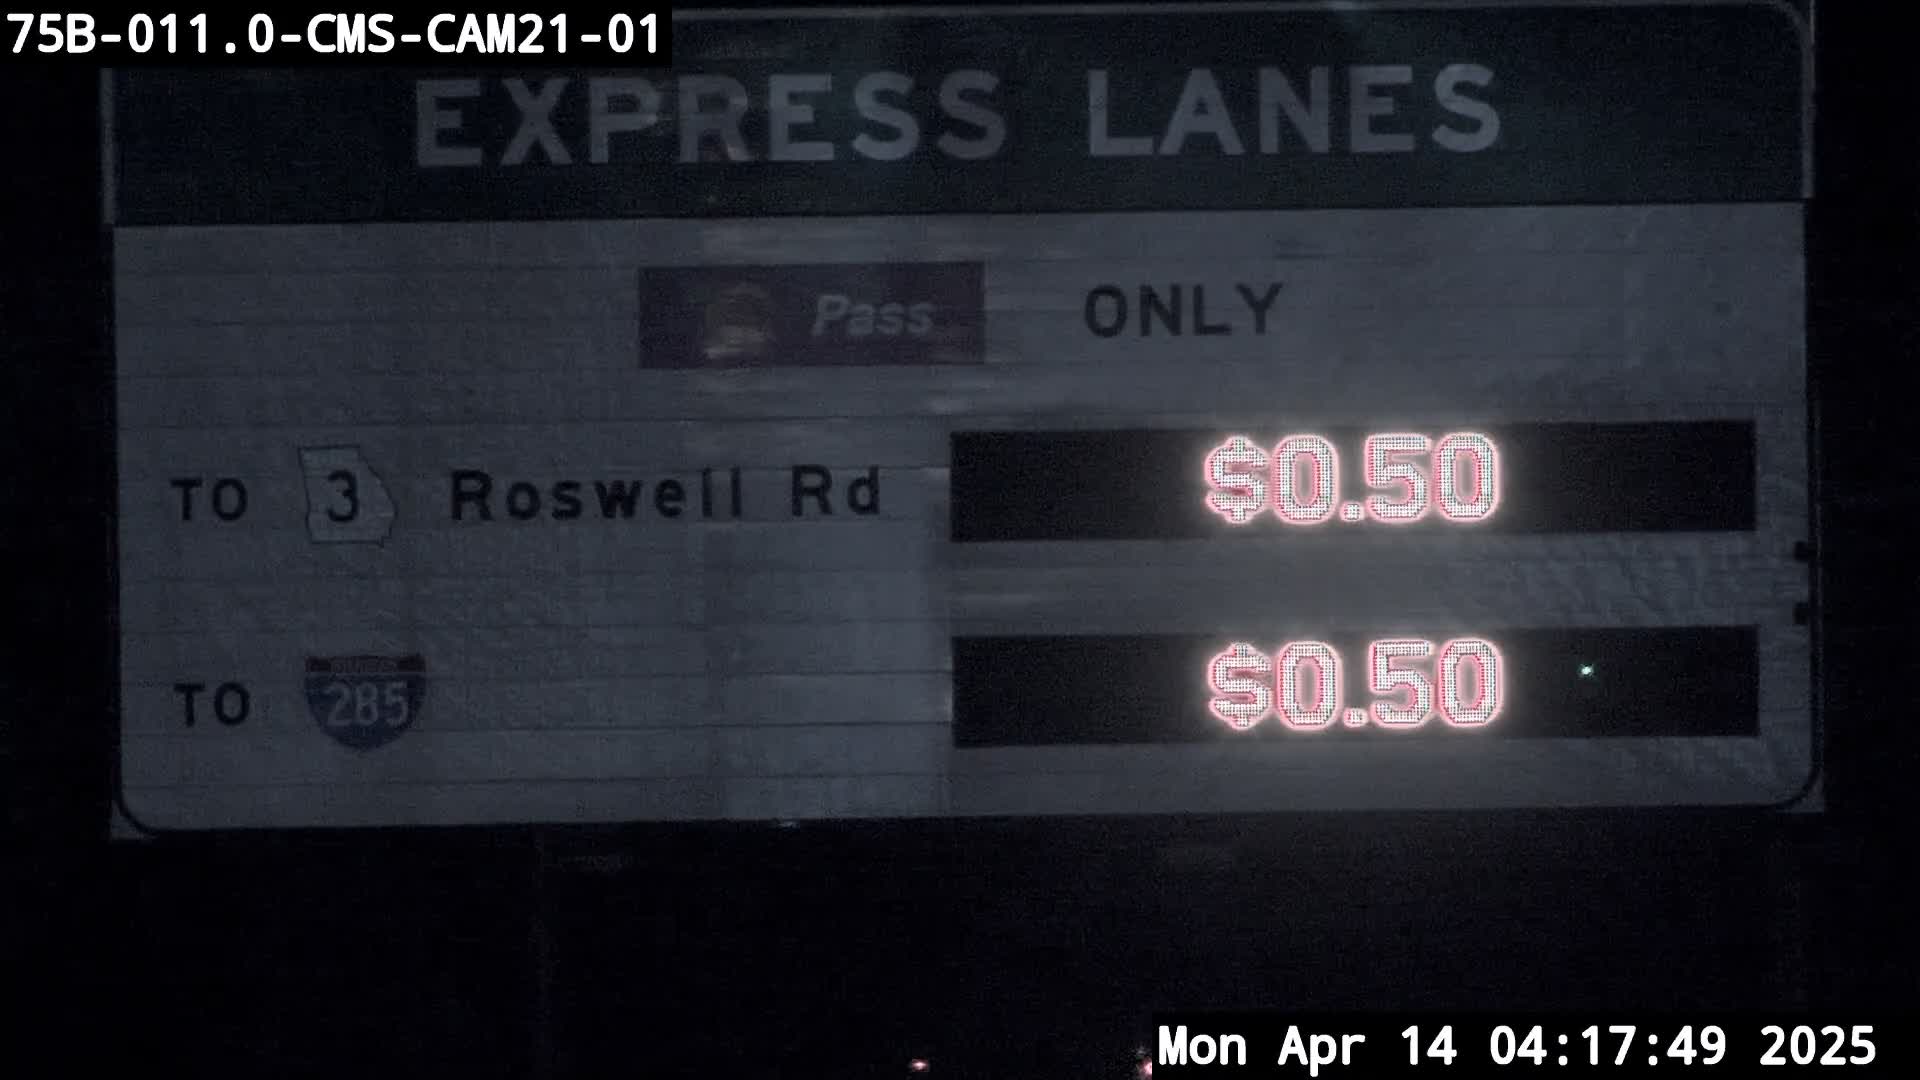 75B-011.0-CMS-CAM21-01
EXPRESS LANES
Pass ONLY
TO 3 Roswell Rd $0.50
TO 285 $0.50
Mon Apr 14 04:17:49 2025